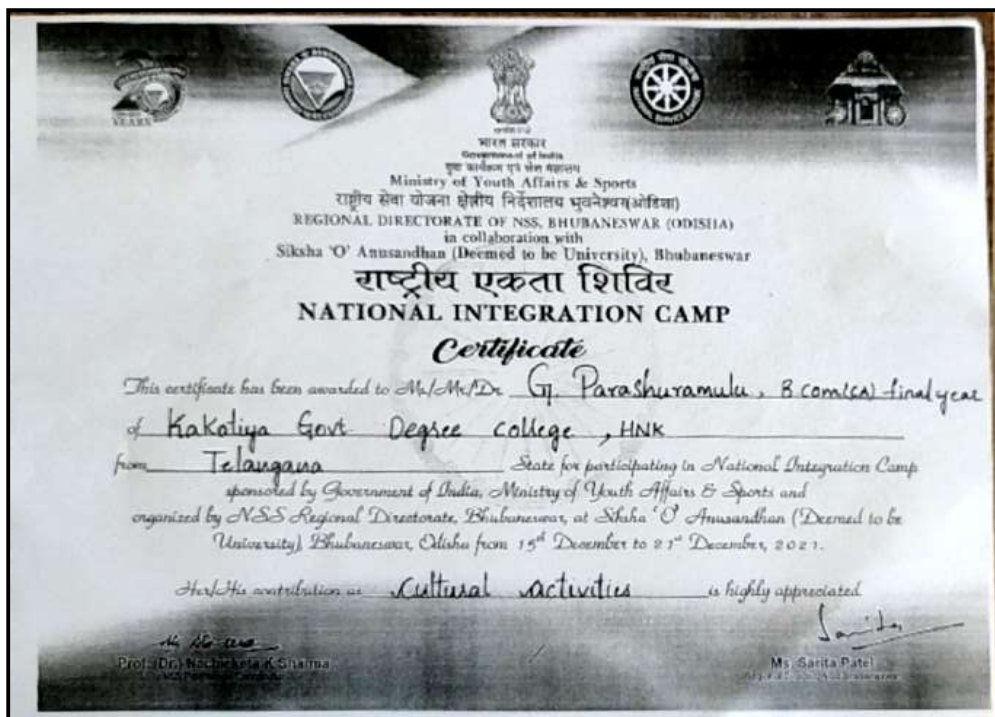 YEARS
भारत सरकार
Government of India
युवा कार्यक्रम एवं खेल मंत्रालय
Ministry of Youth Affairs & Sports
राष्ट्रीय सेवा योजना क्षेत्रीय निर्देशालय भुवनेश्वर(ओडिशा)
REGIONAL DIRECTORATE OF NSS, BHUBANESWAR (ODISHA)
in collaboration with
Siksha 'O' Anusandhan (Deemed to be University), Bhubaneswar
राष्ट्रीय एकता शिविर
NATIONAL INTEGRATION CAMP
Certificate
This certificate has been awarded to Ms/Mr/Dr G. Parashuramulu, B.com(CA) final year
of Kakatiya Govt Degree college, HNK
from Telangana State for participating in National Integration Camp
sponsored by Government of India, Ministry of Youth Affairs & Sports and
organized by NSS Regional Directorate, Bhubaneswar, at Siksha 'O' Anusandhan (Deemed to be
University), Bhubaneswar, Odisha from 15th December to 21st December, 2021.
Her/His contribution as Cultural activities is highly appreciated
Prof. (Dr.) Nachiketa K Sharma
Ms. Sarita Patel